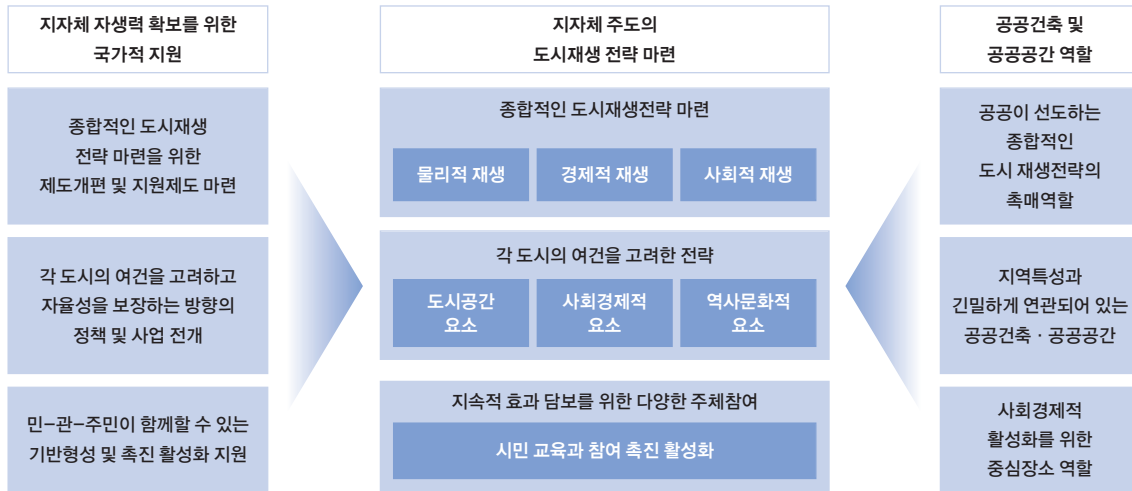 지자체 자생력 확보를 위한
국가적 지원
종합적인 도시재생
전략 마련을 위한
제도개편 및 지원제도 마련
각 도시의 여건을 고려하고
자율성을 보장하는 방향의
정책 및 사업 전개
민–관–주민이 함께할 수 있는
기반형성 및 촉진 활성화 지원
지자체 주도의
도시재생 전략 마련
종합적인 도시재생전략 마련
물리적 재생
경제적 재생
사회적 재생
각 도시의 여건을 고려한 전략
도시공간
요소
사회경제적
요소
역사문화적
요소
지속적 효과 담보를 위한 다양한 주체참여
시민 교육과 참여 촉진 활성화
공공건축 및
공공공간 역할
공공이 선도하는
종합적인
도시 재생전략의
촉매역할
지역특성과
긴밀하게 연관되어 있는
공공건축 · 공공공간
사회경제적
활성화를 위한
중심장소 역할